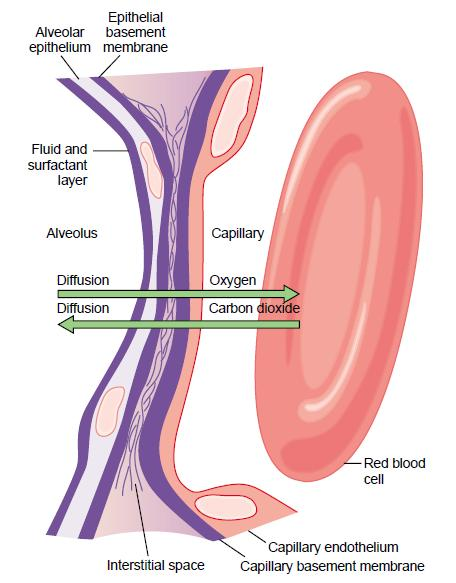 Alveolar
epithelium
Epithelial
basement
membrane
Fluid and
surfactant
layer
Alveolus
Capillary
Diffusion
Oxygen
Diffusion
Carbon dioxide
Red blood
cell
Capillary endothelium
Interstitial space
Capillary basement membrane